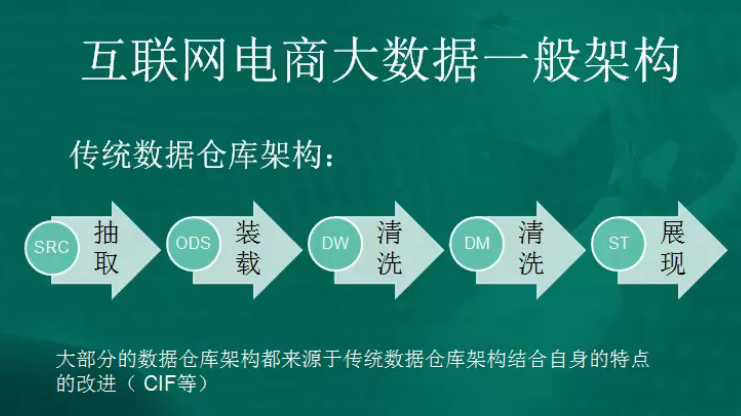 互联网电商大数据一般架构
传统数据仓库架构：
SRC 抽取 ODS 装载 DW 清洗 DM 清洗 ST 展现
大部分的数据仓库架构都来源于传统数据仓库架构结合自身的特点
的改进（ CIF等）